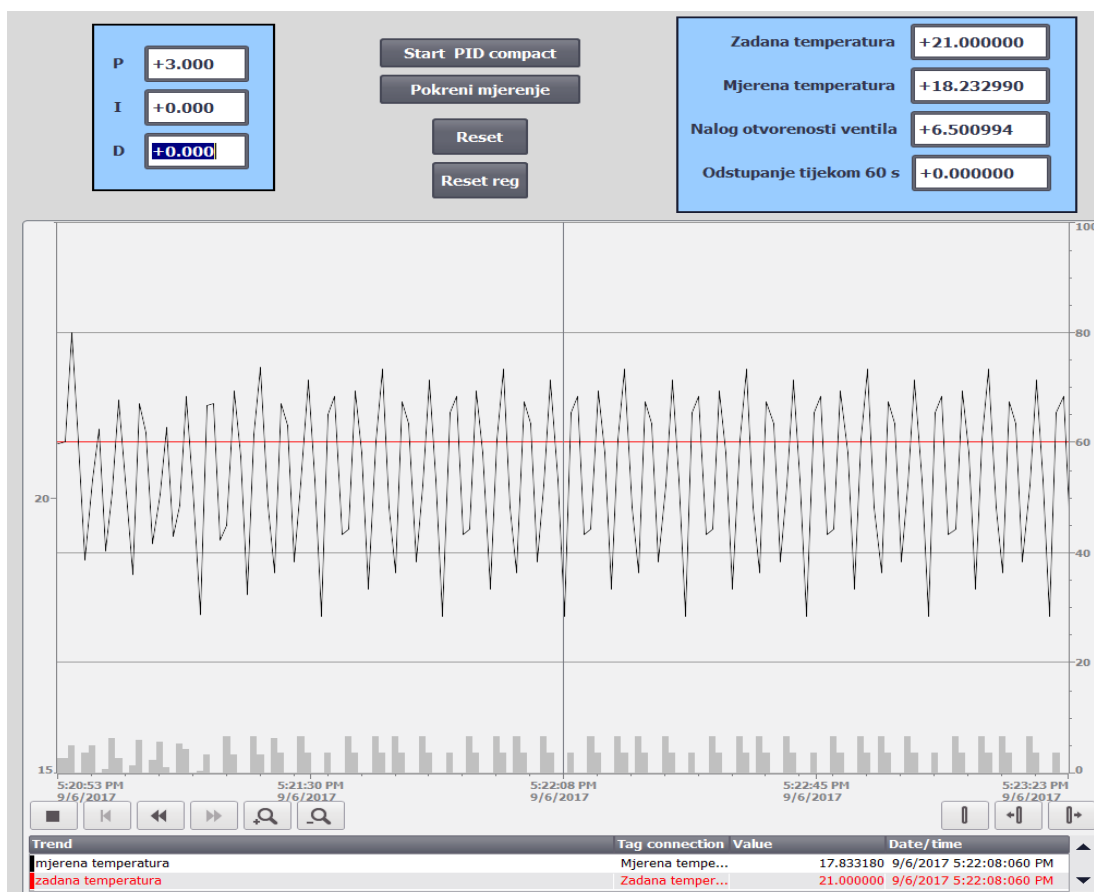 P +3.000
I +0.000
D +0.000
Start PID compact
Pokreni mjerenje
Reset
Reset reg
Zadana temperatura +21.000000
Mjerena temperatura +18.232990
Nalog otvorenosti ventila +6.500994
Odstupanje tijekom 60 s +0.000000
100
80
60
20
40
20
15
0
5:20:53 PM 5:21:30 PM 5:22:08 PM 5:22:45 PM 5:23:23 PM
9/6/2017 9/6/2017 9/6/2017 9/6/2017 9/6/2017
Trend Tag connection Value Date/time
mjerena temperatura Mjerena tempe... 17.833180 9/6/2017 5:22:08:060 PM
zadana temperatura Zadana temper... 21.000000 9/6/2017 5:22:08:060 PM